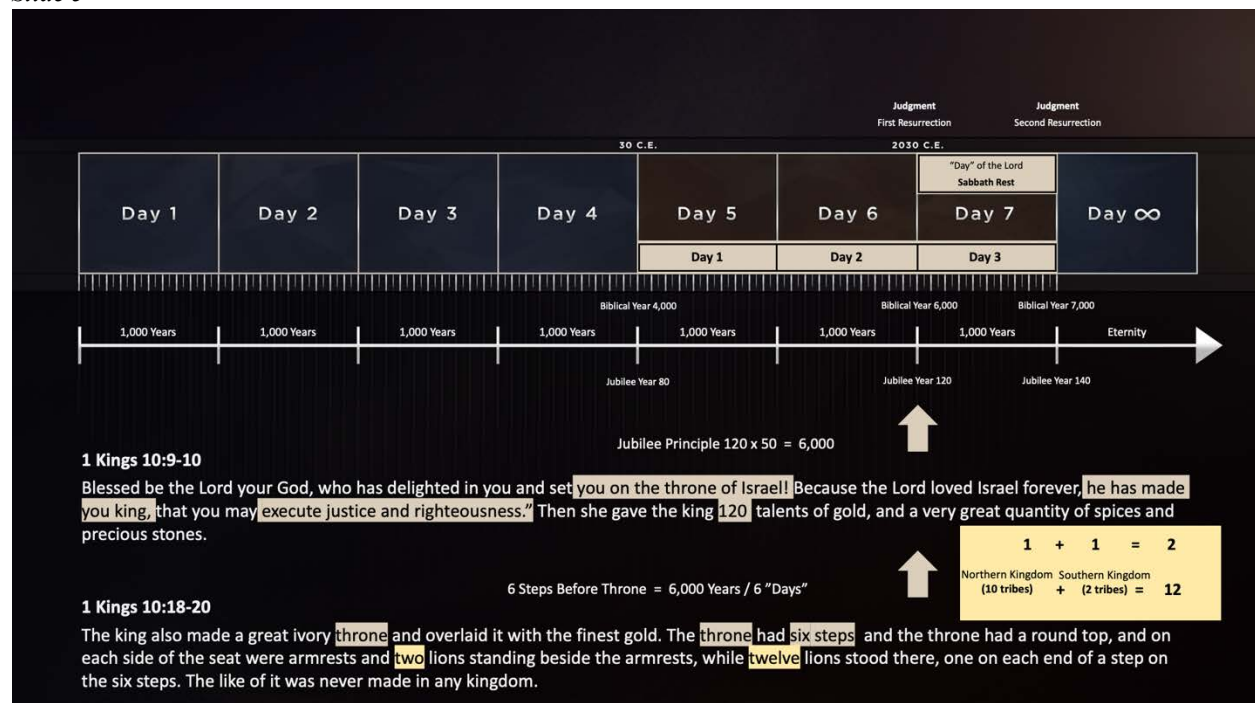 Judgment Judgment
First Resurrection Second Resurrection
30 C.E. 2030 C.E.
"Day" of the Lord
Sabbath Rest
Day 1 Day 2 Day 3 Day 4 Day 5 Day 6 Day 7 Day ∞
Day 1 Day 2 Day 3
Biblical Year 4,000 Biblical Year 6,000 Biblical Year 7,000
1,000 Years 1,000 Years 1,000 Years 1,000 Years 1,000 Years 1,000 Years 1,000 Years Eternity
Jubilee Year 80 Jubilee Year 120 Jubilee Year 140
Jubilee Principle 120 x 50 = 6,000
1 Kings 10:9-10
Blessed be the Lord your God, who has delighted in you and set you on the throne of Israel! Because the Lord loved Israel forever, he has made
you king, that you may execute justice and righteousness." Then she gave the king 120 talents of gold, and a very great quantity of spices and
precious stones.
1 + 1 = 2
Northern Kingdom Southern Kingdom
(10 tribes) + (2 tribes) = 12
6 Steps Before Throne = 6,000 Years / 6 "Days"
1 Kings 10:18-20
The king also made a great ivory throne and overlaid it with the finest gold. The throne had six steps and the throne had a round top, and on
each side of the seat were armrests and two lions standing beside the armrests, while twelve lions stood there, one on each end of a step on
the six steps. The like of it was never made in any kingdom.